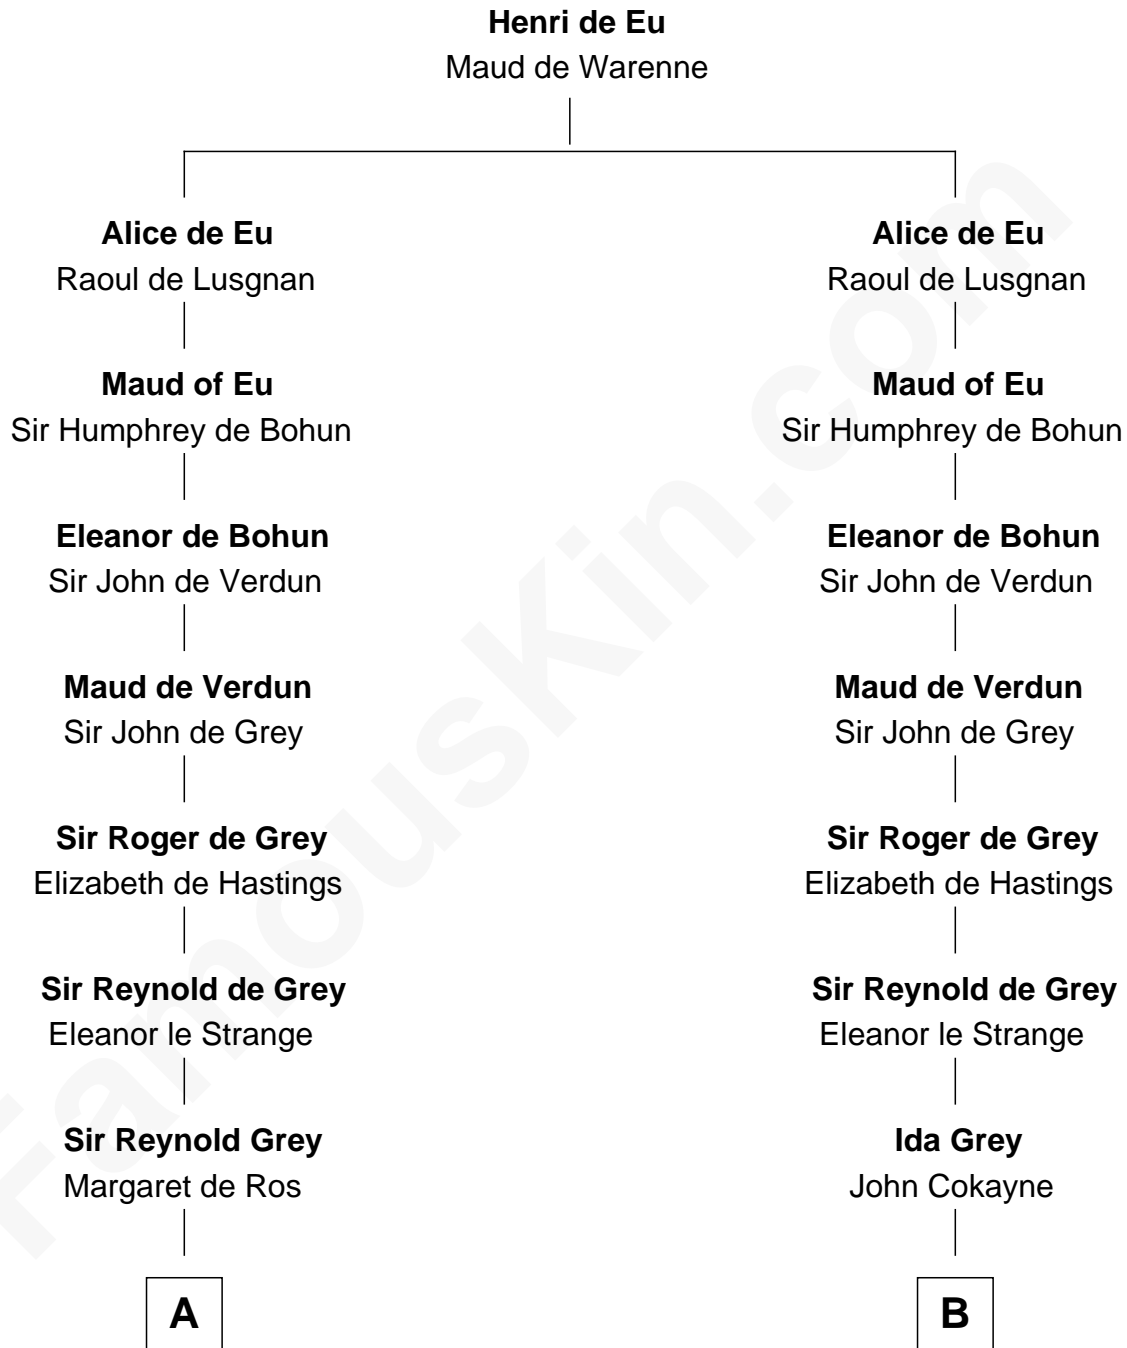 Henri de Eu
Maud de Warenne
Alice de Eu
Raoul de Lusgnan
Maud of Eu
Sir Humphrey de Bohun
Eleanor de Bohun
Sir John de Verdun
Maud de Verdun
Sir John de Grey
Sir Roger de Grey
Elizabeth de Hastings
Sir Reynold de Grey
Eleanor le Strange
Sir Reynold Grey
Margaret de Ros
A
Alice de Eu
Raoul de Lusgnan
Maud of Eu
Sir Humphrey de Bohun
Eleanor de Bohun
Sir John de Verdun
Maud de Verdun
Sir John de Grey
Sir Roger de Grey
Elizabeth de Hastings
Sir Reynold de Grey
Eleanor le Strange
Ida Grey
John Cokayne
B
FamousKin.com